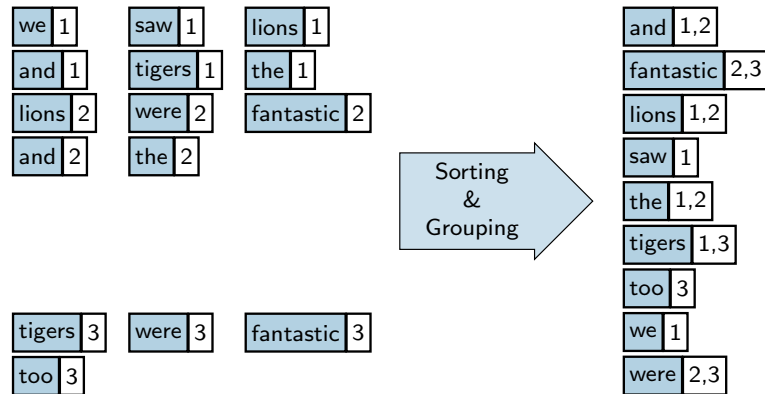 we 1 saw 1 lions 1
and 1 tigers 1 the 1
lions 2 were 2 fantastic 2
and 2 the 2
tigers 3 were 3 fantastic 3
too 3
Sorting
&
Grouping
and 1,2
fantastic 2,3
lions 1,2
saw 1
the 1,2
tigers 1,3
too 3
we 1
were 2,3